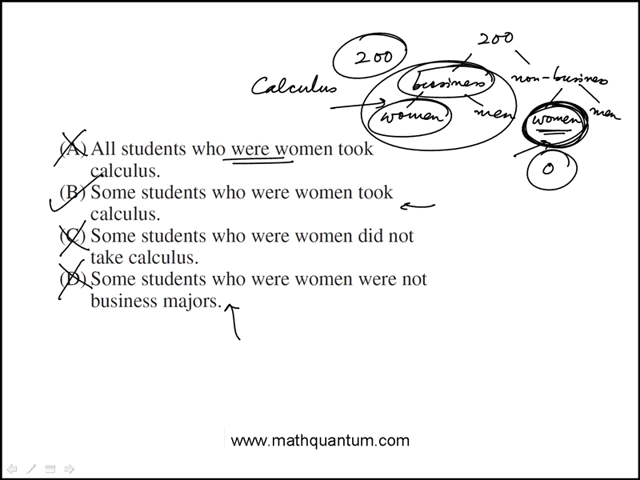 200
200
business
non-business
Calculus
women
men
women
men
0
(A) All students who were women took
calculus.
(B) Some students who were women took
calculus.
(C) Some students who were women did not
take calculus.
(D) Some students who were women were not
business majors.
www.mathquantum.com